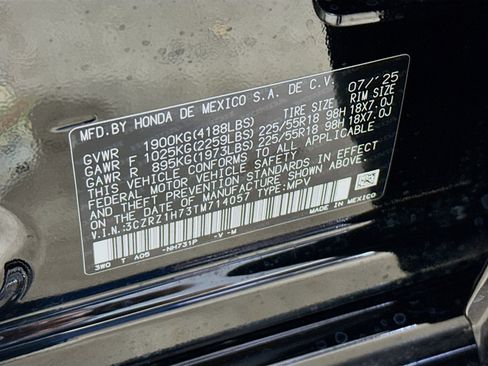 MFD.BY HONDA DE MEXICO S.A. DE C.V. 07/'25
GVWR 1900KG(4188LBS) TIRE SIZE RIM SIZE
GAWR F 1025KG(2259LBS) 225/55R18 98H 18X7.0J
GAWR R 895KG(1973LBS) 225/55R18 98H 18X7.0J
THIS VEHICLE CONFORMS TO ALL APPLICABLE
FEDERAL MOTOR VEHICLE SAFETY AND
THEFT PREVENTION STANDARDS IN EFFECT
ON THE DATE OF MANUFACTURE SHOWN ABOVE.
V.I.N.:3CZRZ1H73TM714057 TYPE:MPV
3W0 T A05 -NH731P -V -M